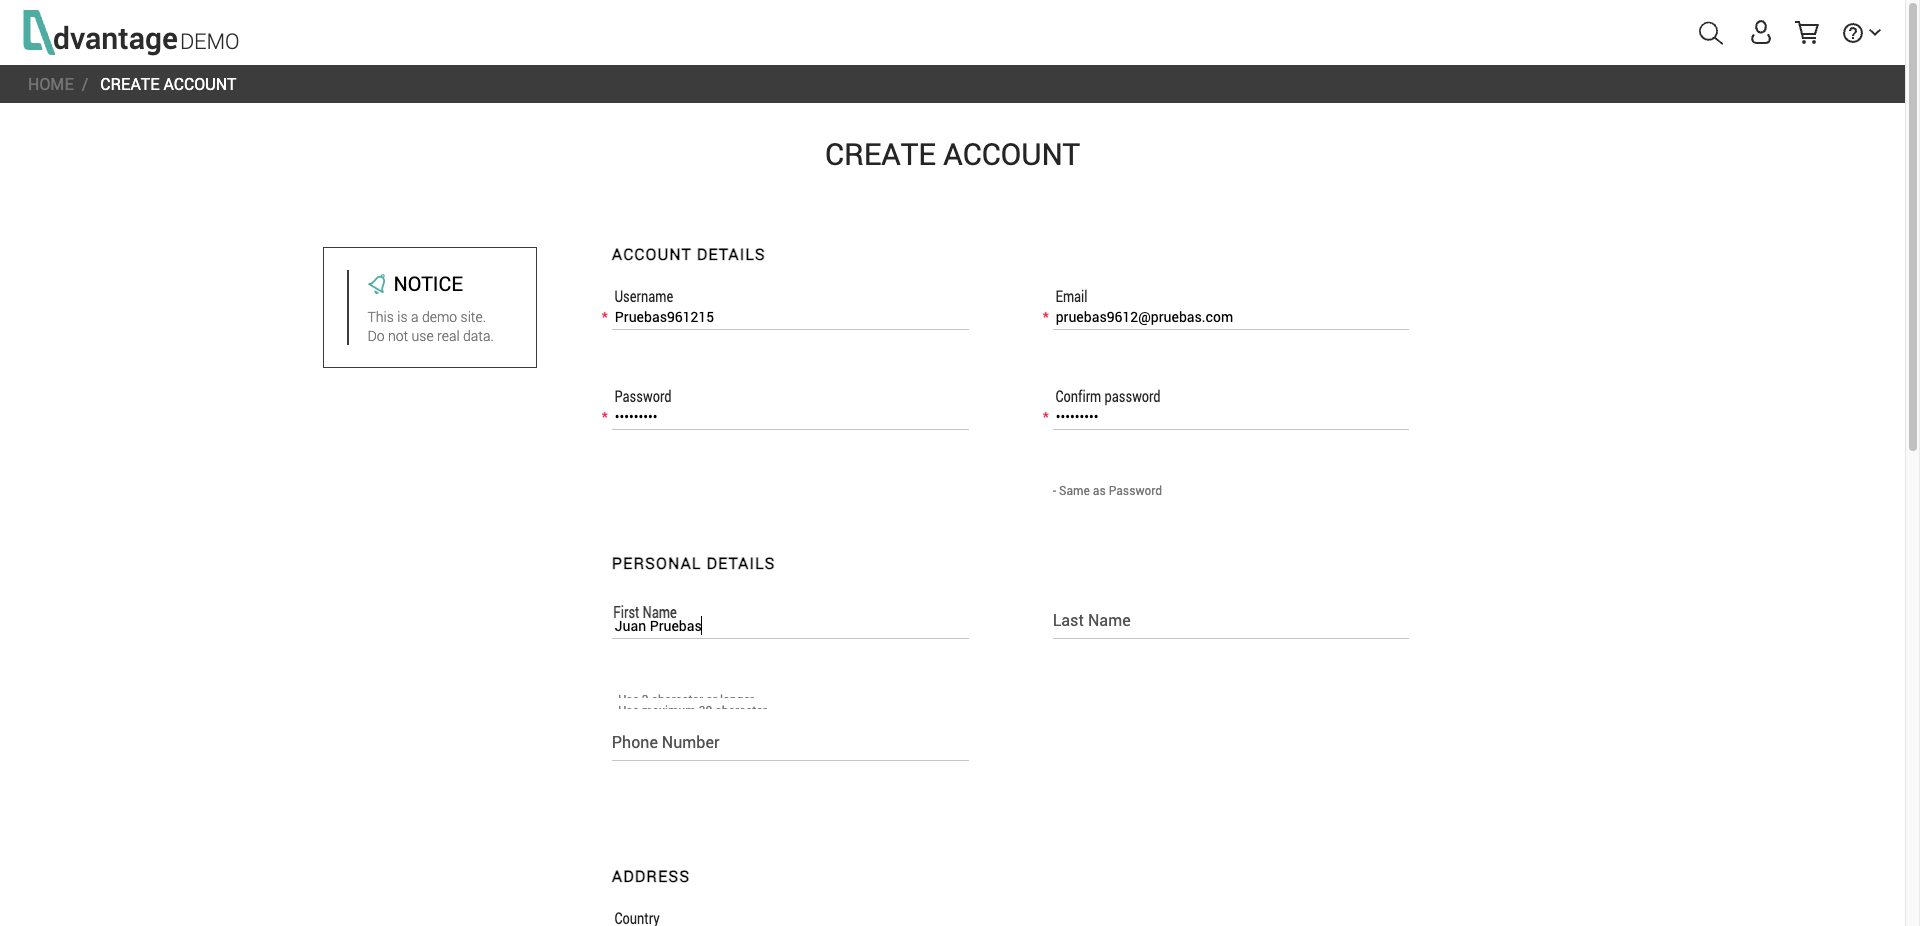 dvantage DEMO
HOME / CREATE ACCOUNT
CREATE ACCOUNT
NOTICE
This is a demo site.
Do not use real data.
ACCOUNT DETAILS
Username
* Pruebas961215
Email
* pruebas9612@pruebas.com
Password
* •••••••••
Confirm password
* •••••••••
- Same as Password
PERSONAL DETAILS
First Name
Juan Pruebas
Last Name
Phone Number
ADDRESS
Country